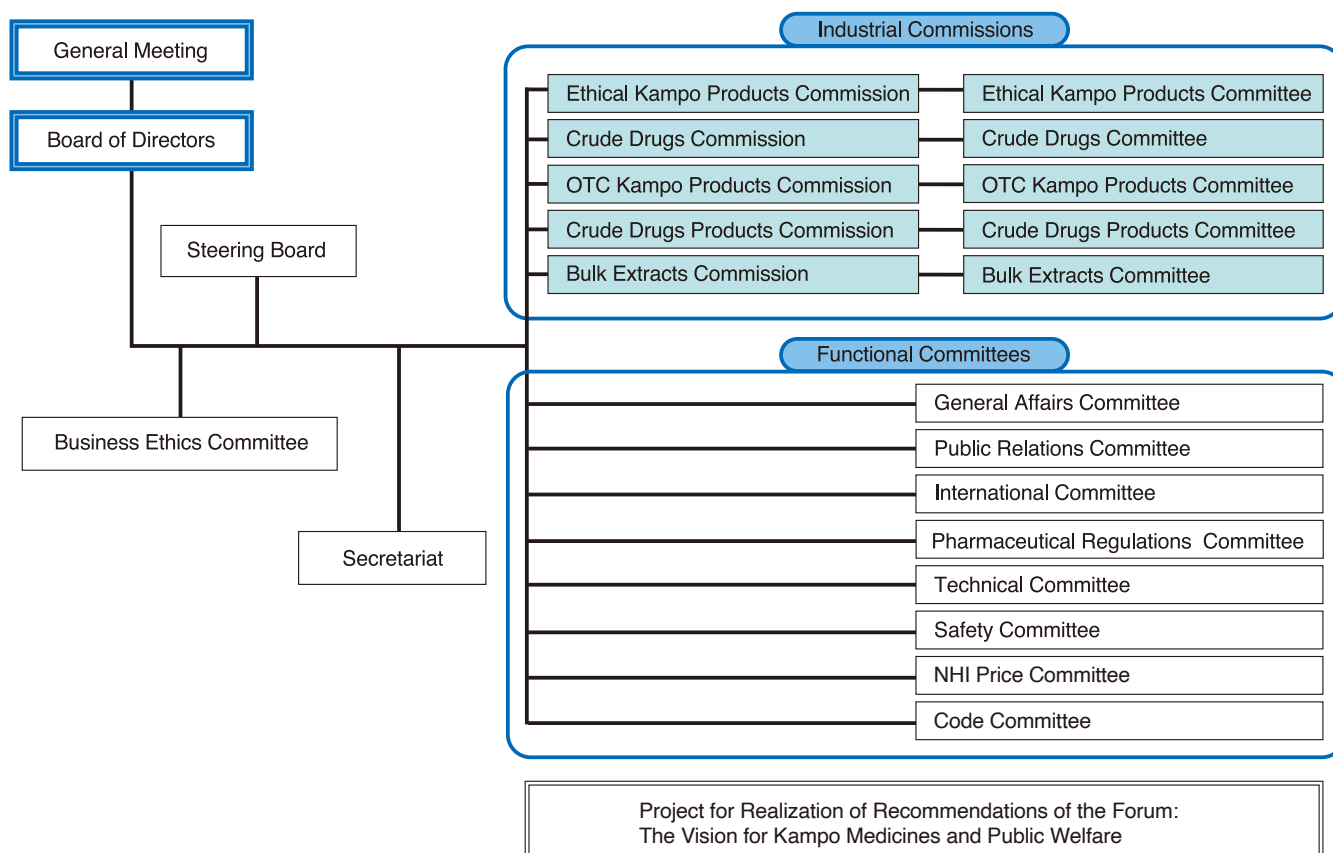 General Meeting
Board of Directors
Steering Board
Business Ethics Committee
Secretariat
Industrial Commissions
Ethical Kampo Products Commission
Ethical Kampo Products Committee
Crude Drugs Commission
Crude Drugs Committee
OTC Kampo Products Commission
OTC Kampo Products Committee
Crude Drugs Products Commission
Crude Drugs Products Committee
Bulk Extracts Commission
Bulk Extracts Committee
Functional Committees
General Affairs Committee
Public Relations Committee
International Committee
Pharmaceutical Regulations Committee
Technical Committee
Safety Committee
NHI Price Committee
Code Committee
Project for Realization of Recommendations of the Forum:
The Vision for Kampo Medicines and Public Welfare